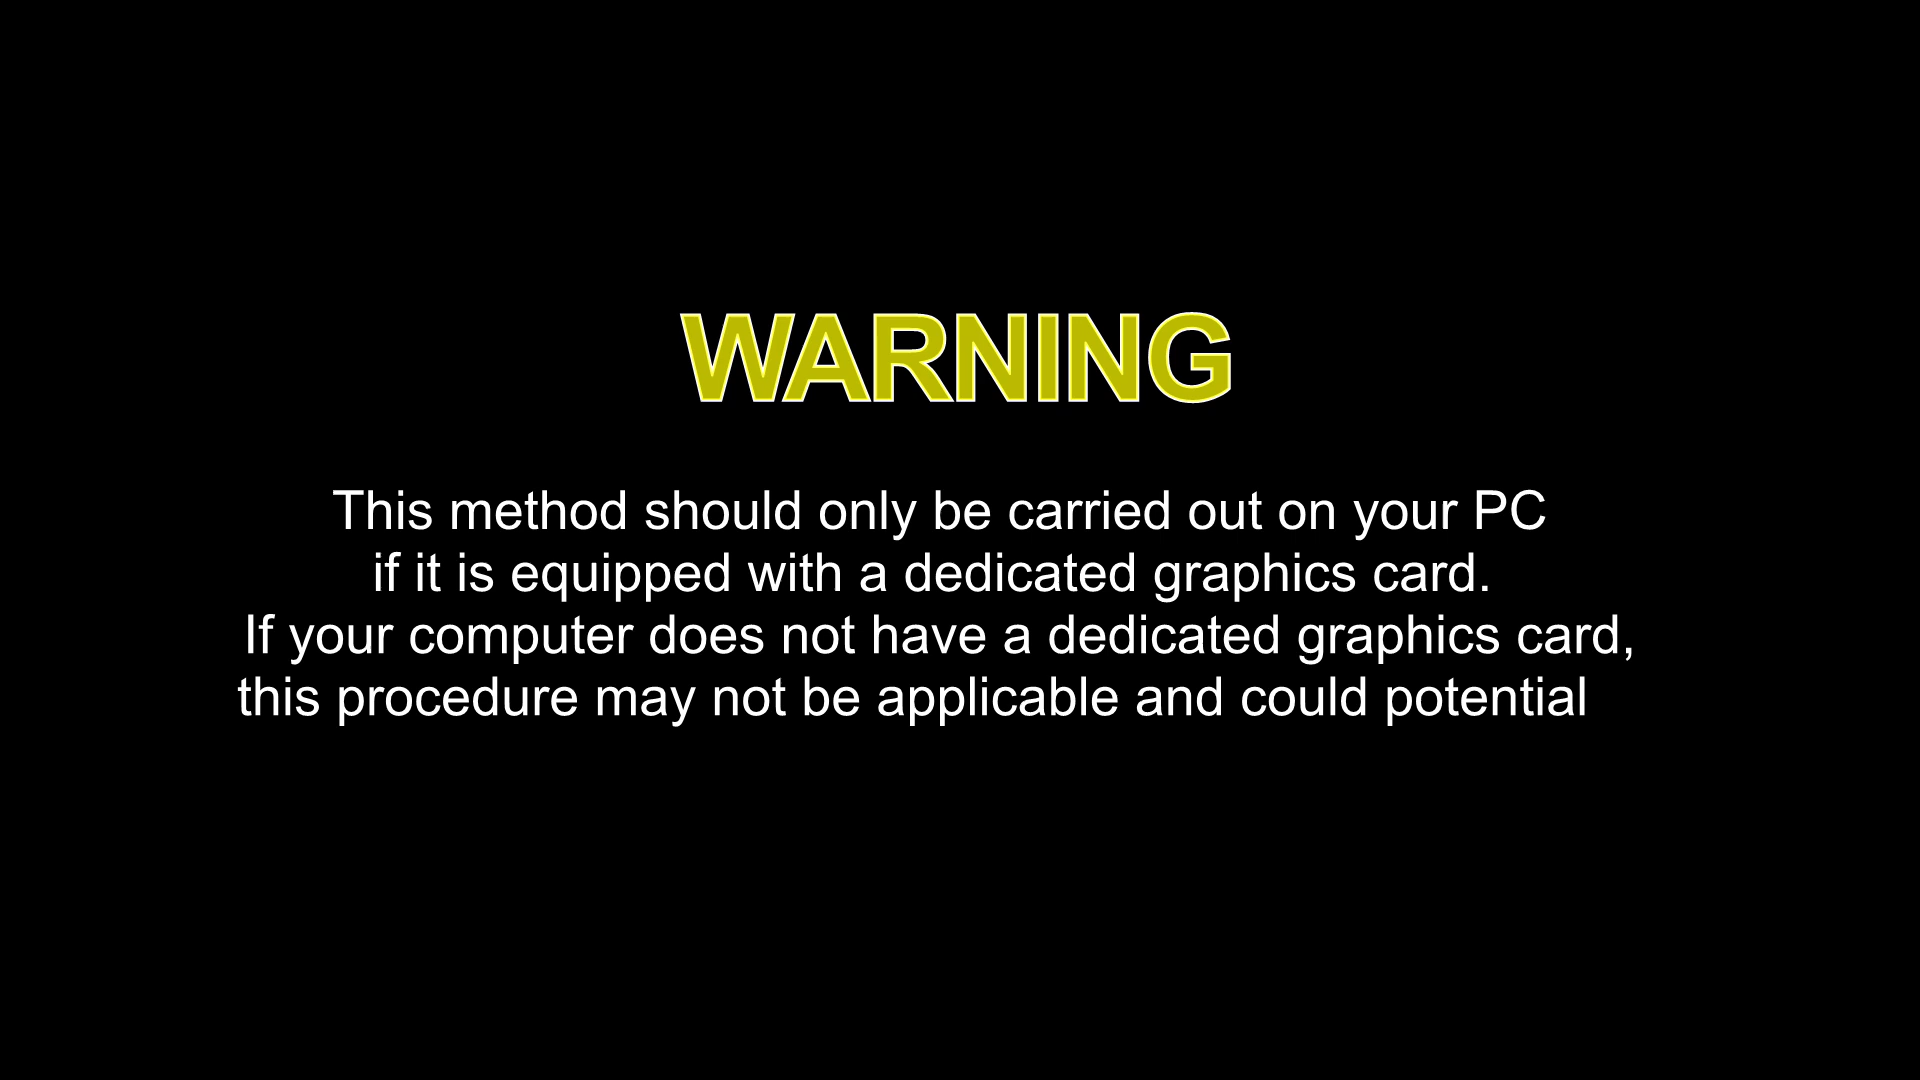 WARNING
This method should only be carried out on your PC
if it is equipped with a dedicated graphics card.
If your computer does not have a dedicated graphics card,
this procedure may not be applicable and could potential